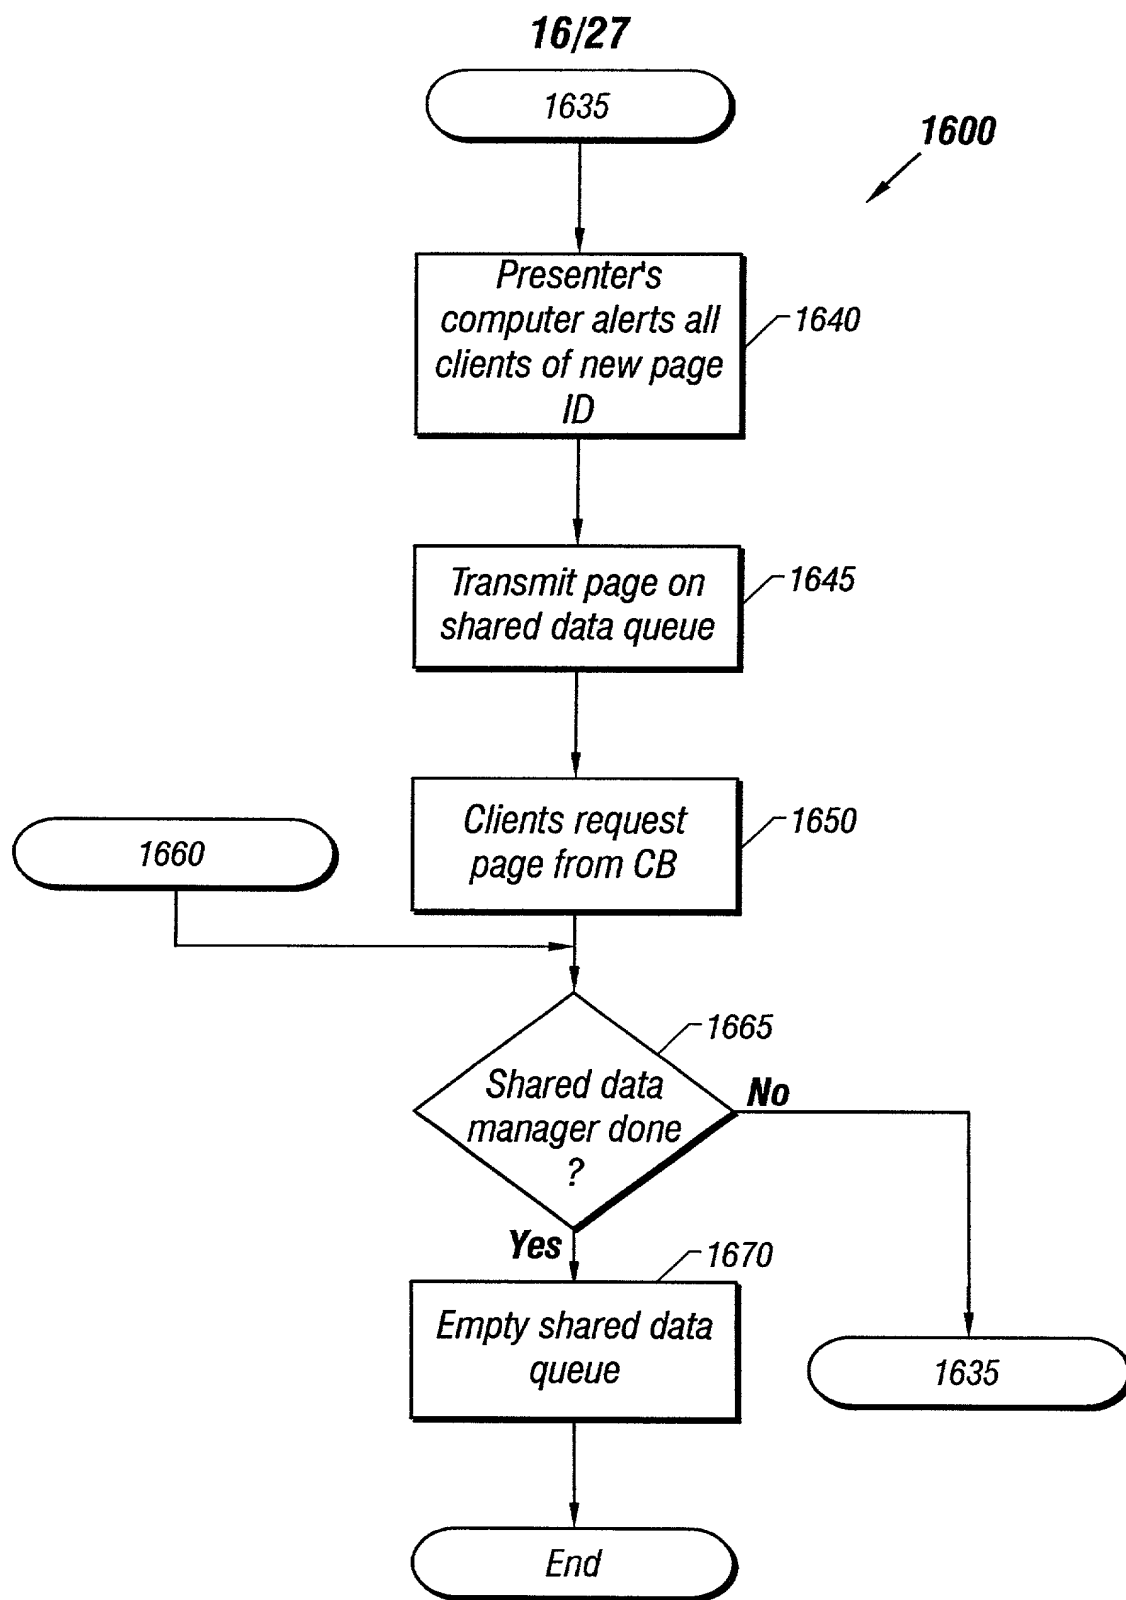 16/27
1635
1600
Presenter's
computer alerts all
clients of new page
ID
1640
Transmit page on
shared data queue
1645
Clients request
page from CB
1650
1660
1665
Shared data
manager done
?
No
Yes
1670
Empty shared data
queue
1635
End